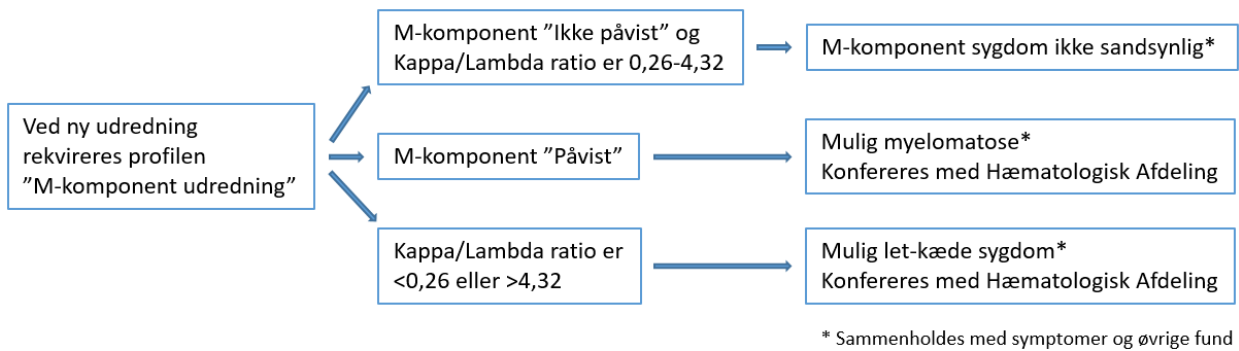 Ved ny udredning
rekvireres profilen
”M-komponent udredning”
M-komponent ”Ikke påvist” og
Kappa/Lambda ratio er 0,26-4,32
M-komponent sygdom ikke sandsynlig*
M-komponent ”Påvist”
Mulig myelomatose*
Konfereres med Hæmatologisk Afdeling
Kappa/Lambda ratio er
<0,26 eller >4,32
Mulig let-kæde sygdom*
Konfereres med Hæmatologisk Afdeling
* Sammenholdes med symptomer og øvrige fund